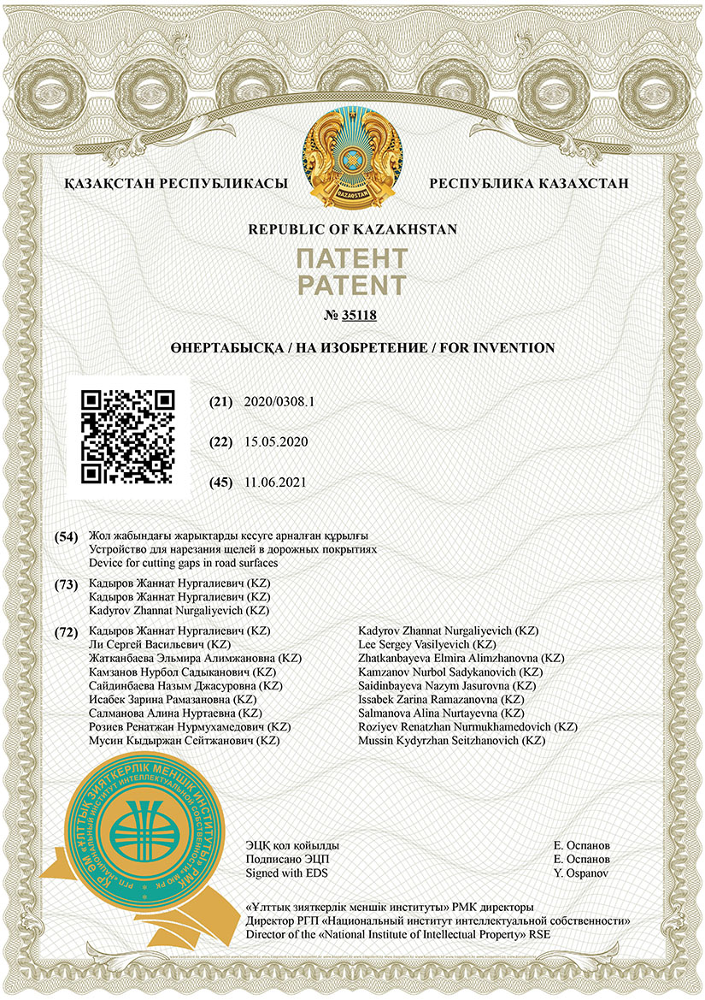 ҚАЗАҚСТАН РЕСПУБЛИКАСЫ
РЕСПУБЛИКА КАЗАХСТАН
QAZAQSTAN
REPUBLIC OF KAZAKHSTAN
ПАТЕНТ
PATENT
№ 35118
ӨНЕРТАБЫСҚА / НА ИЗОБРЕТЕНИЕ / FOR INVENTION
(21) 2020/0308.1
(22) 15.05.2020
(45) 11.06.2021
(54) Жол жабындағы жарықтарды кесуге арналған құрылғы
Устройство для нарезания щелей в дорожных покрытиях
Device for cutting gaps in road surfaces
(73) Кадыров Жаннат Нургалиевич (KZ)
Кадыров Жаннат Нургалиевич (KZ)
Kadyrov Zhannat Nurgaliyevich (KZ)
(72) Кадыров Жаннат Нургалиевич (KZ)
Ли Сергей Васильевич (KZ)
Жатканбаева Эльмира Алимжановна (KZ)
Камзанов Нурбол Садыканович (KZ)
Сайдинбаева Назым Джасуровна (KZ)
Исабек Зарина Рамазановна (KZ)
Салманова Алина Нуртаевна (KZ)
Розиев Ренатжан Нурмухамедович (KZ)
Мусин Кыдыржан Сейтжанович (KZ)
Kadyrov Zhannat Nurgaliyevich (KZ)
Lee Sergey Vasilyevich (KZ)
Zhatkanbayeva Elmira Alimzhanovna (KZ)
Kamzanov Nurbol Sadykanovich (KZ)
Saidinbayeva Nazym Jasurovna (KZ)
Issabek Zarina Ramazanovna (KZ)
Salmanova Alina Nurtayevna (KZ)
Roziyev Renatzhan Nurmukhamedovich (KZ)
Mussin Kydyrzhan Seitzhanovich (KZ)
ҚР ӘМ «ҰЛТТЫҚ ЗИЯТКЕРЛІК МЕНШІК ИНСТИТУТЫ» РМК
РГП «НАЦИОНАЛЬНЫЙ ИНСТИТУТ ИНТЕЛЛЕКТУАЛЬНОЙ СОБСТВЕННОСТИ» МЮ РК
ЭЦҚ қол қойылды Е. Оспанов
Подписано ЭЦП Е. Оспанов
Signed with EDS Y. Ospanov
«Ұлттық зияткерлік меншік институты» РМК директоры
Директор РГП «Национальный институт интеллектуальной собственности»
Director of the «National Institute of Intellectual Property» RSE